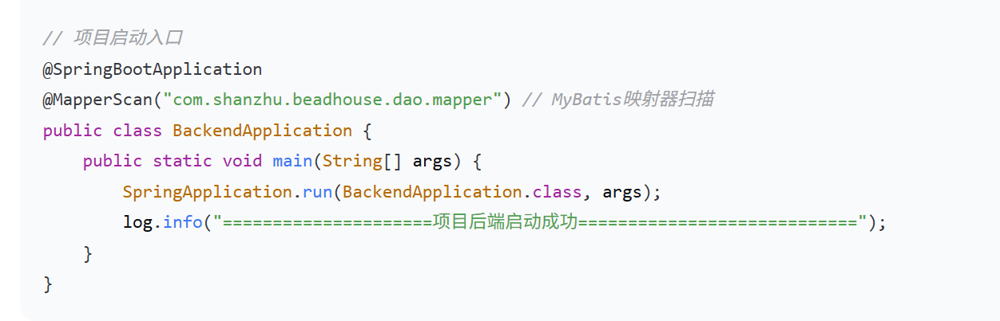 // 项目启动入口
@SpringBootApplication
@MapperScan("com.shanzhu.beadhouse.dao.mapper") // MyBatis映射器扫描
public class BackendApplication {
    public static void main(String[] args) {
        SpringApplication.run(BackendApplication.class, args);
        log.info("=====================项目后端启动成功============================");
    }
}